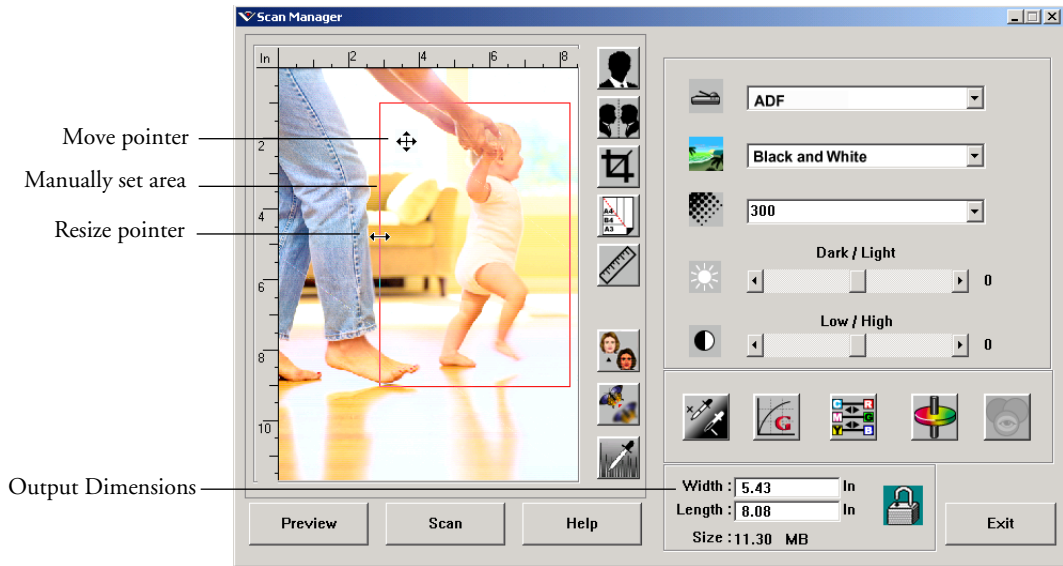 Scan Manager
In 2 4 6 8
2
4
6
8
10
Move pointer
Manually set area
Resize pointer
Output Dimensions
A4
B4
A3
ADF
Black and White
300
Dark / Light
0
Low / High
0
G
C R
M G
Y B
Width : 5.43 In
Length : 8.08 In
Size : 11.30 MB
Preview
Scan
Help
Exit